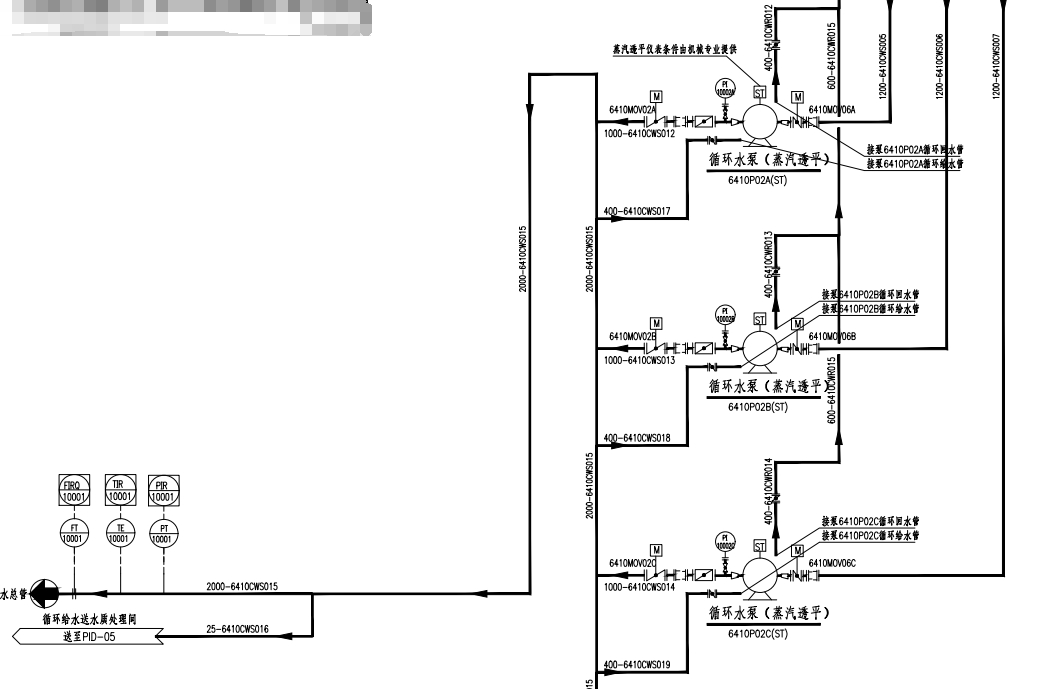 400-6410CWR012
600-6410CWR015
1200-6410CWS005
1200-6410CWS006
1200-6410CWS007
蒸汽透平仪表条件由机械专业提供
PI
10002A
ST
M
M
6410MOV02A
6410MOV06A
1000-6410CWS012
接泵6410P02A循环回水管
接泵6410P02A循环给水管
循环水泵（蒸汽透平）
6410P02A(ST)
400-6410CWS017
2000-6410CWS015
2000-6410CWS015
400-6410CWR013
接泵6410P02B循环回水管
接泵6410P02B循环给水管
PI
10002B
ST
M
M
6410MOV02B
6410MOV06B
1000-6410CWS013
循环水泵（蒸汽透平）
6410P02B(ST)
600-6410CWR015
400-6410CWS018
2000-6410CWS015
400-6410CWR014
FIRQ
10001
TIR
10001
PIR
10001
FT
10001
TE
10001
PT
10001
接泵6410P02C循环回水管
接泵6410P02C循环给水管
PI
10002C
ST
M
M
6410MOV02C
6410MOV06C
1000-6410CWS014
2000-6410CWS015
水总管
循环给水送水质处理间
送至PID-05
25-6410CWS016
循环水泵（蒸汽透平）
6410P02C(ST)
400-6410CWS019
015